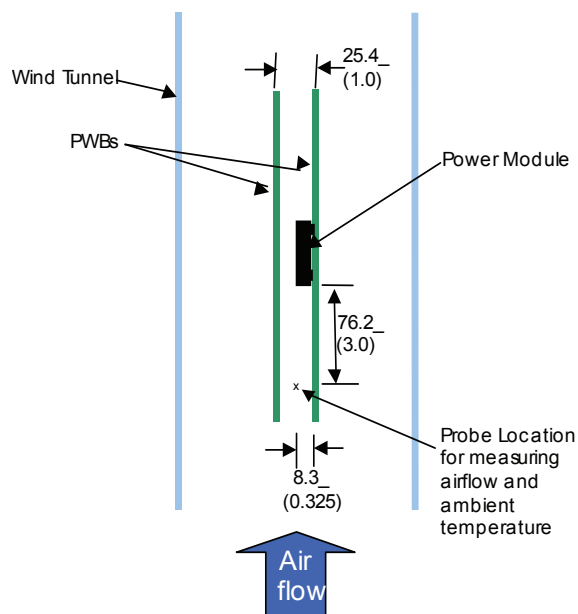 25.4_
(1.0)
Wind Tunnel
PWBs
Power Module
76.2_
(3.0)
x
Probe Location
for measuring
airflow and
ambient
temperature
8.3_
(0.325)
Air
flow